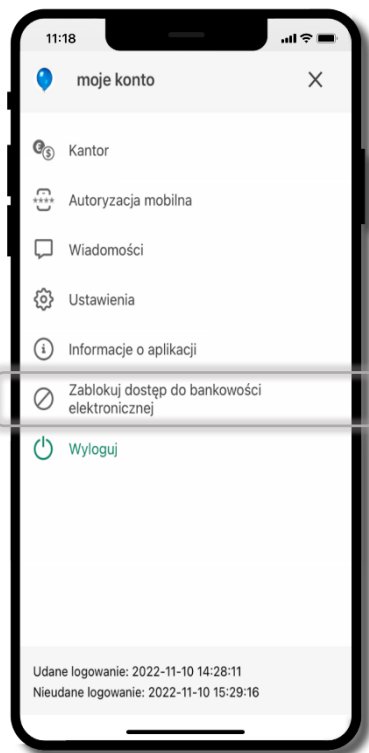 11:18
moje konto
Kantor
Autoryzacja mobilna
Wiadomości
Ustawienia
Informacje o aplikacji
Zablokuj dostęp do bankowości
elektronicznej
Wyloguj
Udane logowanie: 2022-11-10 14:28:11
Nieudane logowanie: 2022-11-10 15:29:16